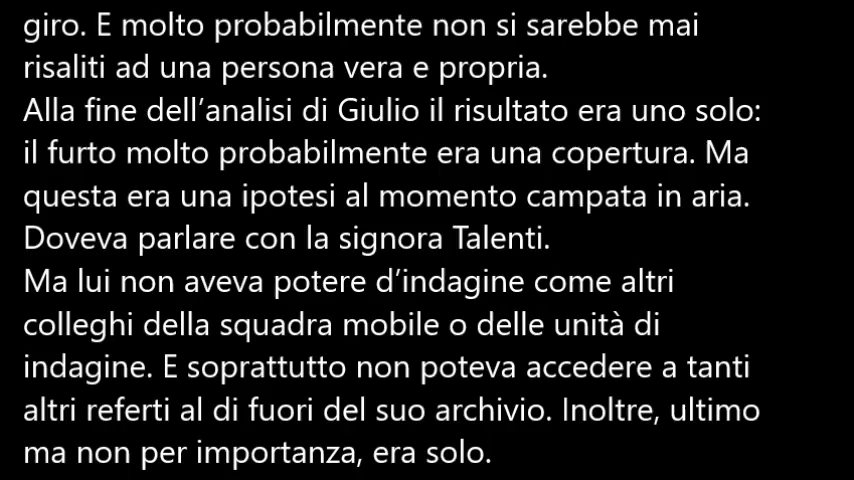 giro. E molto probabilmente non si sarebbe mai
risaliti ad una persona vera e propria.
Alla fine dell’analisi di Giulio il risultato era uno solo:
il furto molto probabilmente era una copertura. Ma
questa era una ipotesi al momento campata in aria.
Doveva parlare con la signora Talenti.
Ma lui non aveva potere d’indagine come altri
colleghi della squadra mobile o delle unità di
indagine. E soprattutto non poteva accedere a tanti
altri referti al di fuori del suo archivio. Inoltre, ultimo
ma non per importanza, era solo.